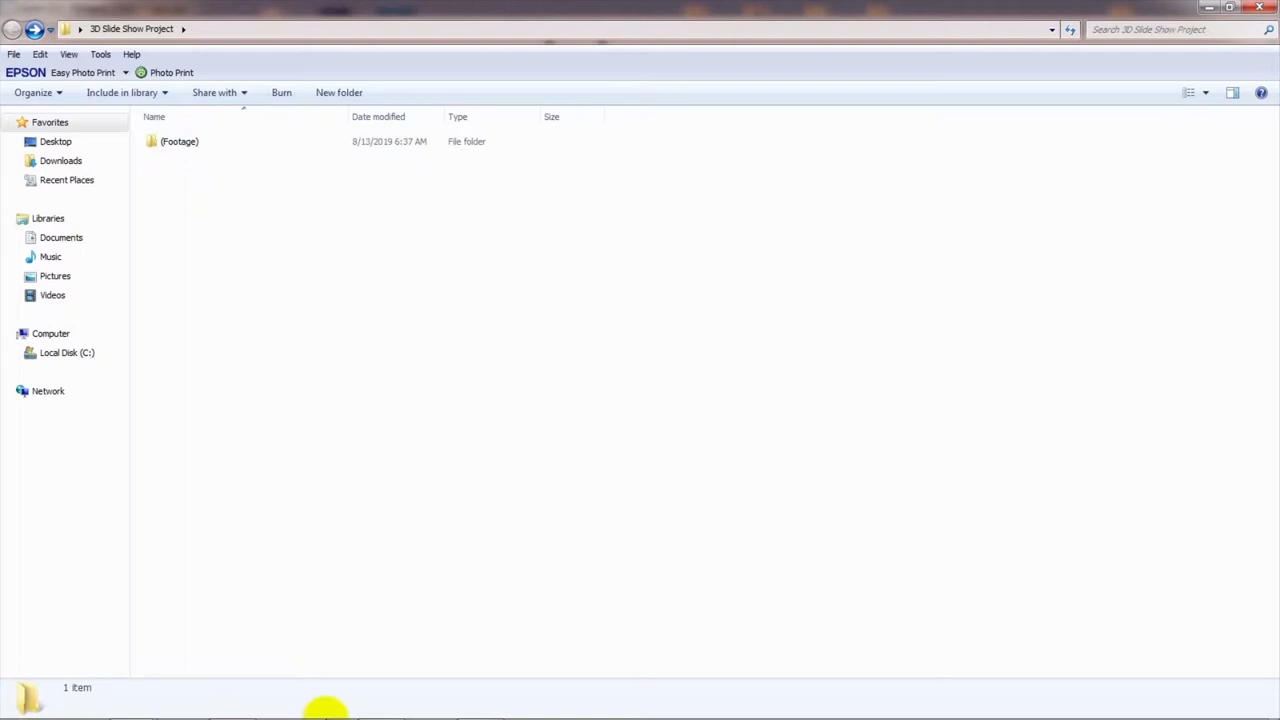 3D Slide Show Project
Search 3D Slide Show Project
File Edit View Tools Help
EPSON Easy Photo Print Photo Print
Organize Include in library Share with Burn New folder
Name Date modified Type Size
(Footage) 8/13/2019 6:37 AM File folder
Favorites
Desktop
Downloads
Recent Places
Libraries
Documents
Music
Pictures
Videos
Computer
Local Disk (C:)
Network
1 item